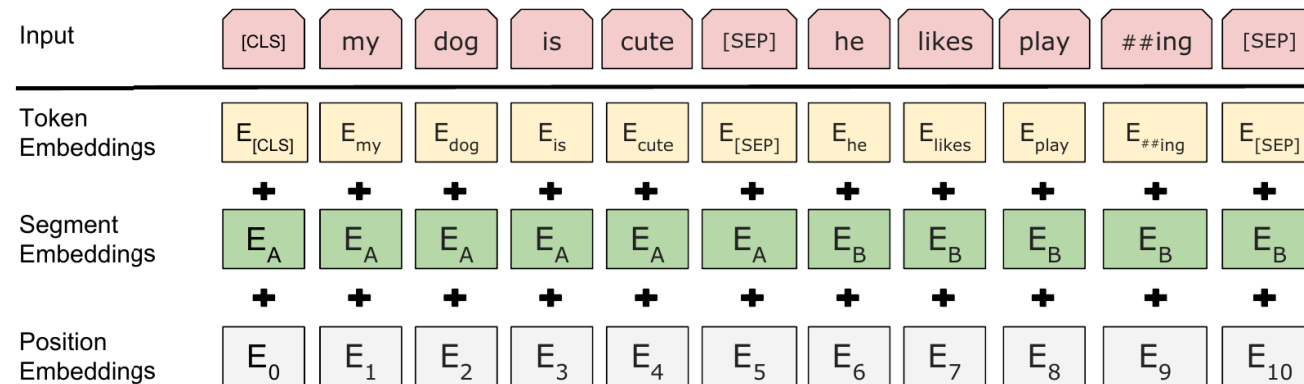 Input [CLS] my dog is cute [SEP] he likes play ##ing [SEP]
Token
Embeddings
E[CLS] Emy Edog Eis Ecute E[SEP] Ehe Elikes Eplay E##ing E[SEP]
+ + + + + + + + + + +
Segment
Embeddings
EA EA EA EA EA EA EB EB EB EB EB
+ + + + + + + + + + +
Position
Embeddings
E0 E1 E2 E3 E4 E5 E6 E7 E8 E9 E10